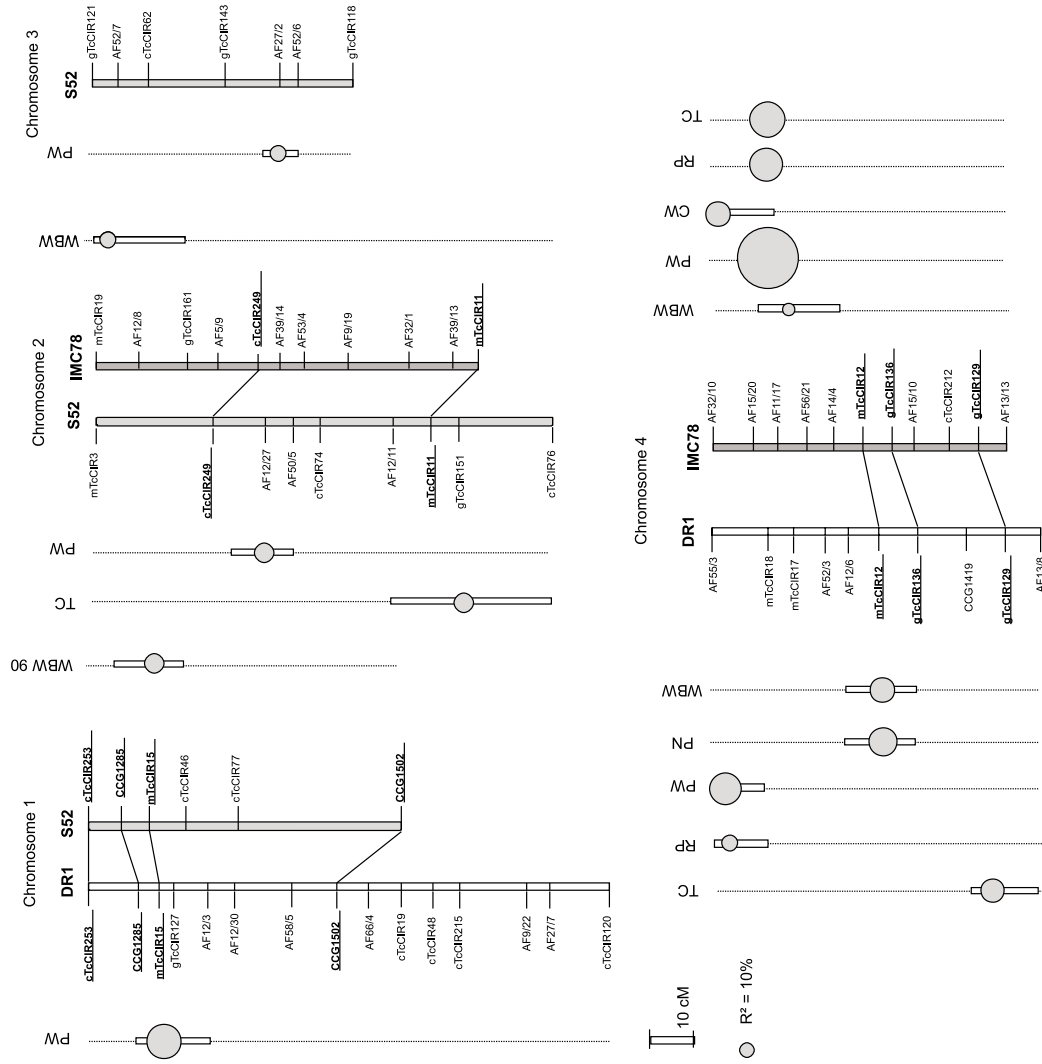 Chromosome 1
DR1
S52
cTcCIR253
CCG1285
mTcCIR15
gTcCIR127
AF12/3
AF12/30
AF58/5
CCG1502
AF66/4
cTcCIR19
cTcCIR48
cTcCIR215
AF9/22
AF27/7
cTcCIR120
cTcCIR253
CCG1285
mTcCIR15
cTcCIR46
cTcCIR77
CCG1502
PW
WBW 90
Chromosome 2
S52
IMC78
mTcCIR3
cTcCIR249
AF12/27
AF50/5
cTcCIR74
AF12/11
mTcCIR11
gTcCIR151
cTcCIR76
mTcCIR19
AF12/8
gTcCIR161
AF5/9
cTcCIR249
AF39/14
AF53/4
AF9/19
AF32/1
AF39/13
mTcCIR11
TC
PW
WBW
Chromosome 3
S52
gTcCIR121
AF52/7
cTcCIR62
gTcCIR143
AF27/2
AF52/6
gTcCIR118
PW
Chromosome 4
DR1
IMC78
AF55/3
mTcCIR18
mTcCIR17
AF52/3
AF12/6
mTcCIR12
gTcCIR136
CCG1419
gTcCIR129
AF13/8
AF32/10
AF15/20
AF11/17
AF56/21
AF14/4
mTcCIR12
gTcCIR136
AF15/10
cTcCIR212
gTcCIR129
AF13/13
TC
RP
PW
PN
WBW
WBW
PW
CW
RP
TC
10 cM
R² = 10%